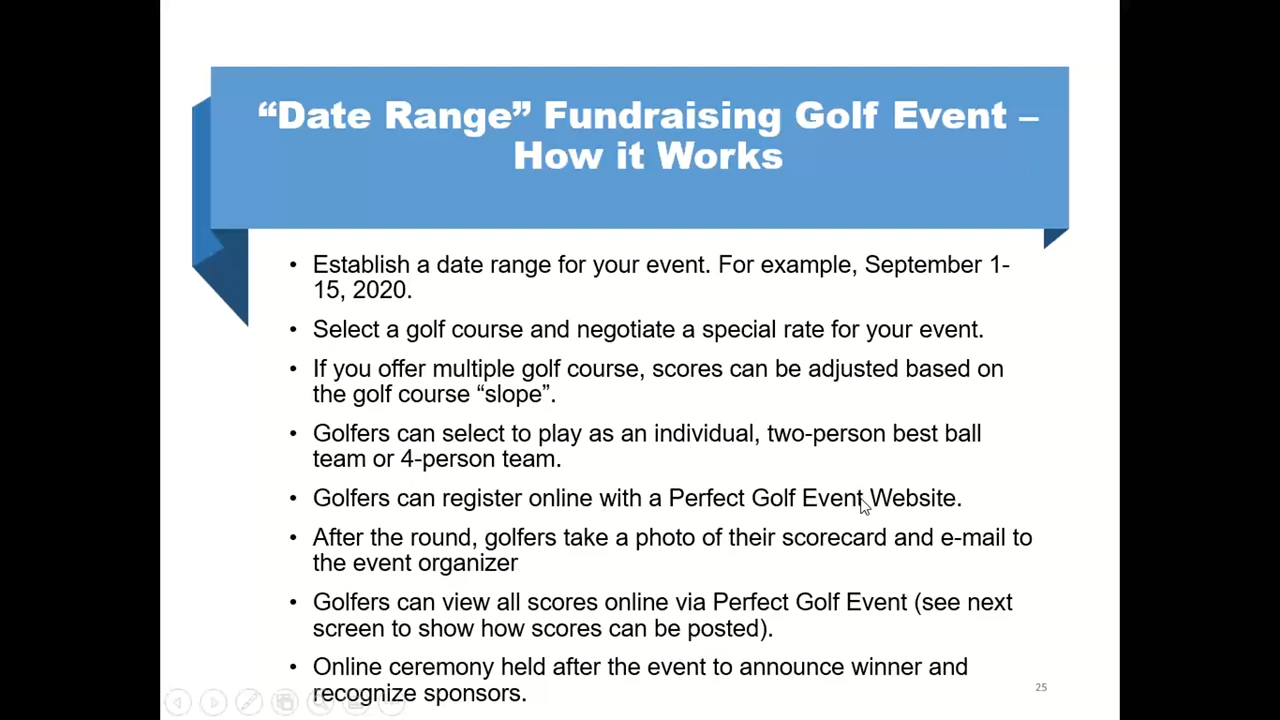 “Date Range” Fundraising Golf Event –
How it Works
• Establish a date range for your event. For example, September 1-
15, 2020.
• Select a golf course and negotiate a special rate for your event.
• If you offer multiple golf course, scores can be adjusted based on
the golf course “slope”.
• Golfers can select to play as an individual, two-person best ball
team or 4-person team.
• Golfers can register online with a Perfect Golf Event Website.
• After the round, golfers take a photo of their scorecard and e-mail to
the event organizer
• Golfers can view all scores online via Perfect Golf Event (see next
screen to show how scores can be posted).
• Online ceremony held after the event to announce winner and
recognize sponsors.
25